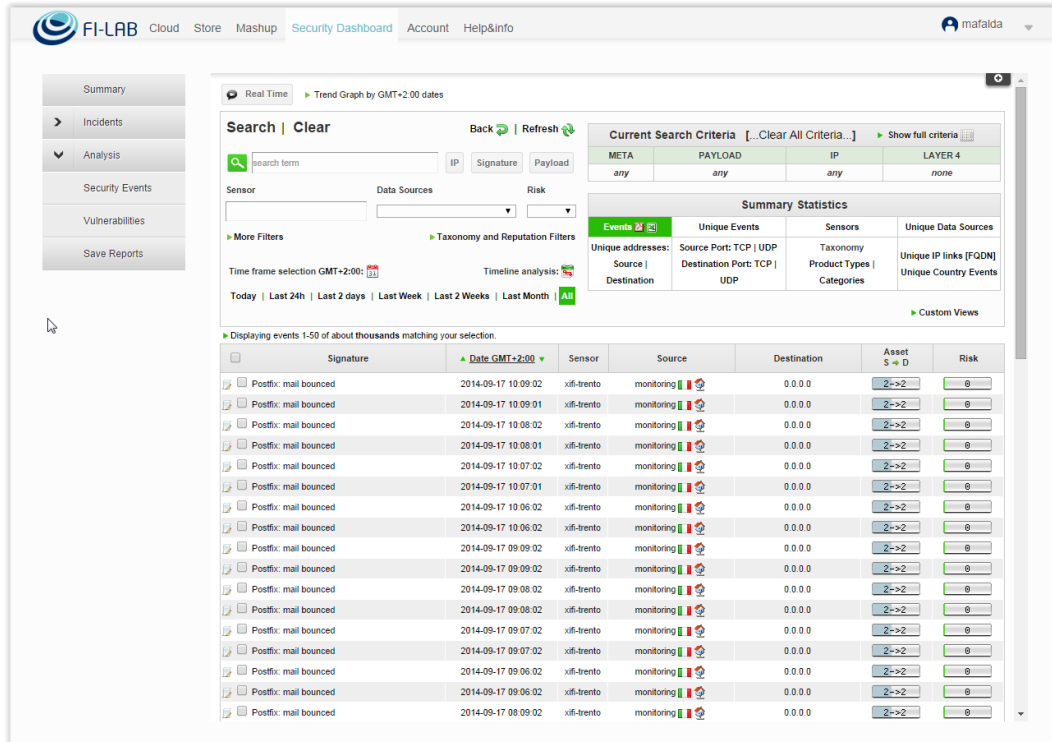 FI-LAB Cloud Store Mashup Security Dashboard Account Help&info mafalda
Summary
Incidents
Analysis
Security Events
Vulnerabilities
Save Reports
Real Time Trend Graph by GMT+2:00 dates
Search | Clear Back | Refresh
search term IP Signature Payload
Sensor Data Sources Risk
More Filters Taxonomy and Reputation Filters
Time frame selection GMT+2:00: Timeline analysis:
Today | Last 24h | Last 2 days | Last Week | Last 2 Weeks | Last Month | All
Current Search Criteria [...Clear All Criteria...] Show full criteria
META PAYLOAD IP LAYER 4
any any any none
Summary Statistics
Events Unique Events Sensors Unique Data Sources
Unique addresses:
Source |
Destination
Source Port: TCP | UDP
Destination Port: TCP |
UDP
Taxonomy
Product Types |
Categories
Unique IP links [FQDN]
Unique Country Events
Custom Views
Displaying events 1-50 of about thousands matching your selection.
Signature Date GMT+2:00 Sensor Source Destination Asset S ➔ D Risk
Postfix: mail bounced 2014-09-17 10:09:02 xifi-trento monitoring 0.0.0.0 2->2 0
Postfix: mail bounced 2014-09-17 10:09:01 xifi-trento monitoring 0.0.0.0 2->2 0
Postfix: mail bounced 2014-09-17 10:08:02 xifi-trento monitoring 0.0.0.0 2->2 0
Postfix: mail bounced 2014-09-17 10:08:01 xifi-trento monitoring 0.0.0.0 2->2 0
Postfix: mail bounced 2014-09-17 10:07:02 xifi-trento monitoring 0.0.0.0 2->2 0
Postfix: mail bounced 2014-09-17 10:07:01 xifi-trento monitoring 0.0.0.0 2->2 0
Postfix: mail bounced 2014-09-17 10:06:02 xifi-trento monitoring 0.0.0.0 2->2 0
Postfix: mail bounced 2014-09-17 10:06:02 xifi-trento monitoring 0.0.0.0 2->2 0
Postfix: mail bounced 2014-09-17 09:09:02 xifi-trento monitoring 0.0.0.0 2->2 0
Postfix: mail bounced 2014-09-17 09:09:02 xifi-trento monitoring 0.0.0.0 2->2 0
Postfix: mail bounced 2014-09-17 09:08:02 xifi-trento monitoring 0.0.0.0 2->2 0
Postfix: mail bounced 2014-09-17 09:08:02 xifi-trento monitoring 0.0.0.0 2->2 0
Postfix: mail bounced 2014-09-17 09:07:02 xifi-trento monitoring 0.0.0.0 2->2 0
Postfix: mail bounced 2014-09-17 09:07:02 xifi-trento monitoring 0.0.0.0 2->2 0
Postfix: mail bounced 2014-09-17 09:06:02 xifi-trento monitoring 0.0.0.0 2->2 0
Postfix: mail bounced 2014-09-17 09:06:02 xifi-trento monitoring 0.0.0.0 2->2 0
Postfix: mail bounced 2014-09-17 08:09:02 xifi-trento monitoring 0.0.0.0 2->2 0